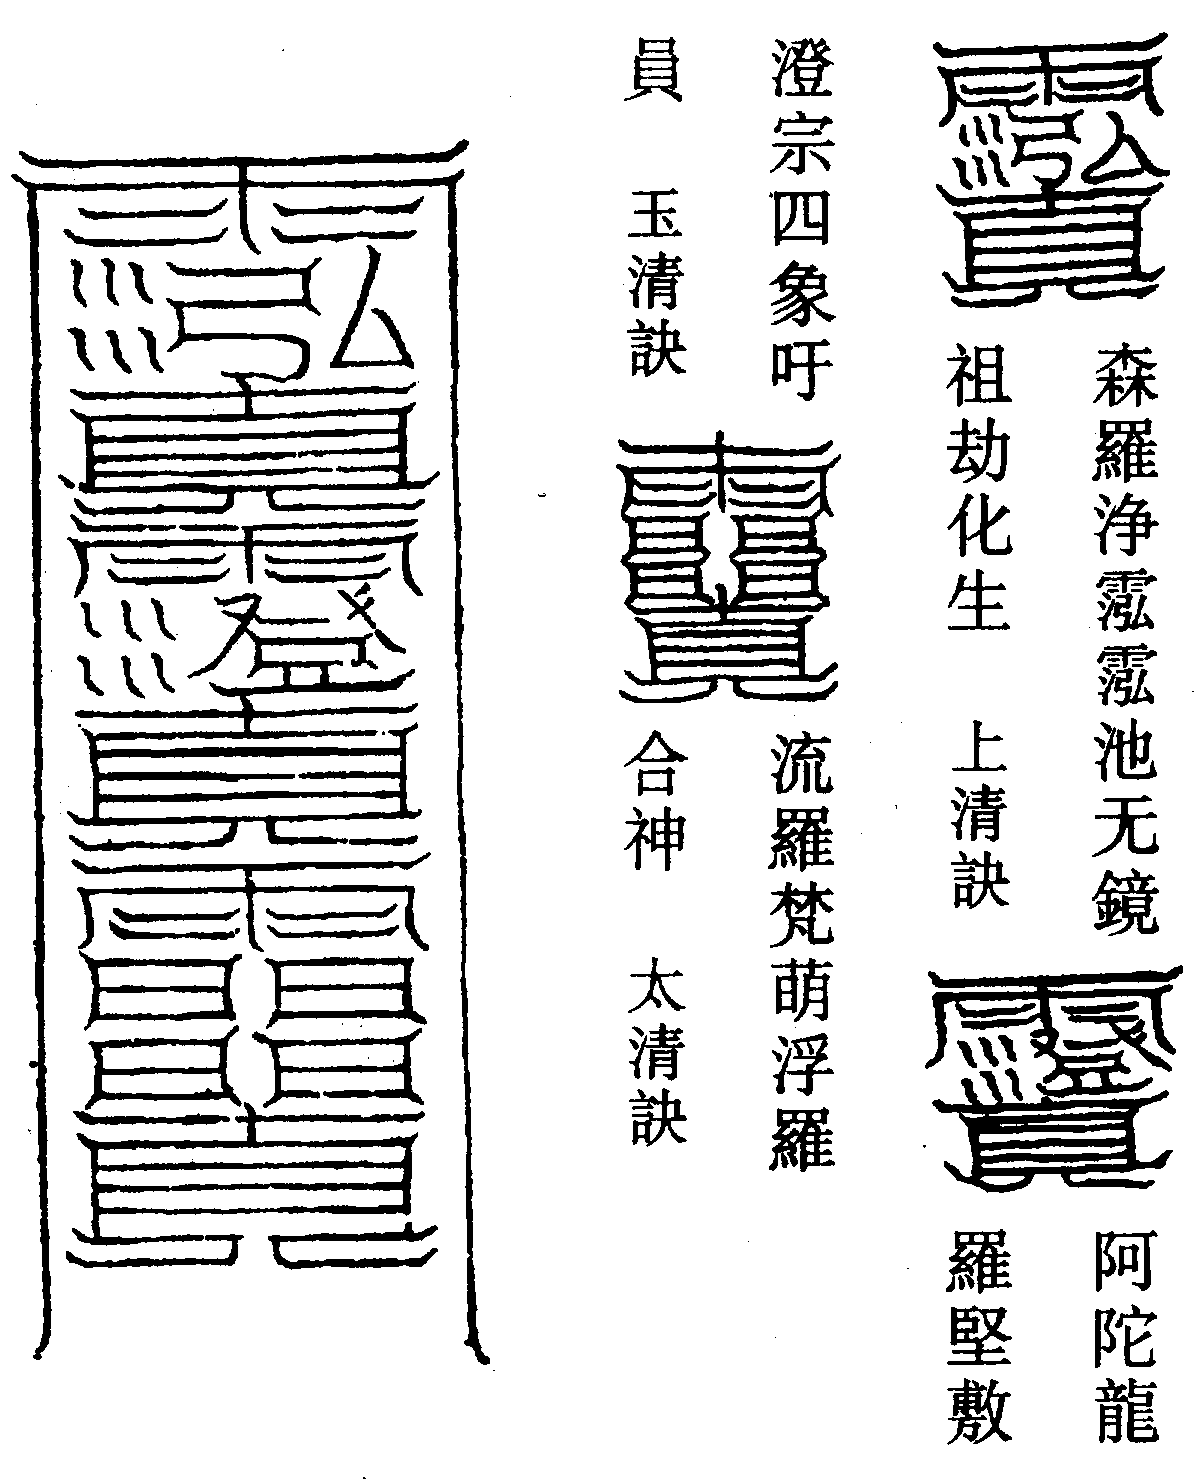 森羅浄霐霐池无鏡
祖劫化生　上清訣
阿陀龍
羅堅敷
澄宗四象吁
員　玉清訣
流羅梵萌浮羅
合神　太清訣